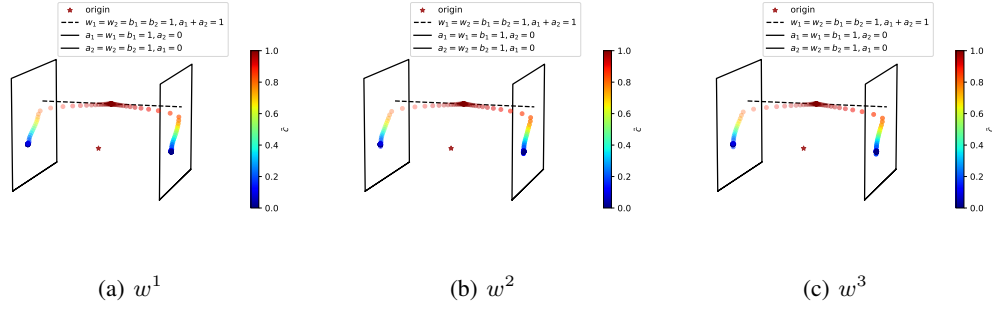 origin
w₁ = w₂ = b₁ = b₂ = 1, a₁ + a₂ = 1
a₁ = w₁ = b₁ = 1, a₂ = 0
a₂ = w₂ = b₂ = 1, a₁ = 0
1.0
0.8
0.6
0.4
0.2
0.0
c̃
(a) w¹
origin
w₁ = w₂ = b₁ = b₂ = 1, a₁ + a₂ = 1
a₁ = w₁ = b₁ = 1, a₂ = 0
a₂ = w₂ = b₂ = 1, a₁ = 0
1.0
0.8
0.6
0.4
0.2
0.0
c̃
(b) w²
origin
w₁ = w₂ = b₁ = b₂ = 1, a₁ + a₂ = 1
a₁ = w₁ = b₁ = 1, a₂ = 0
a₂ = w₂ = b₂ = 1, a₁ = 0
1.0
0.8
0.6
0.4
0.2
0.0
(c) w³